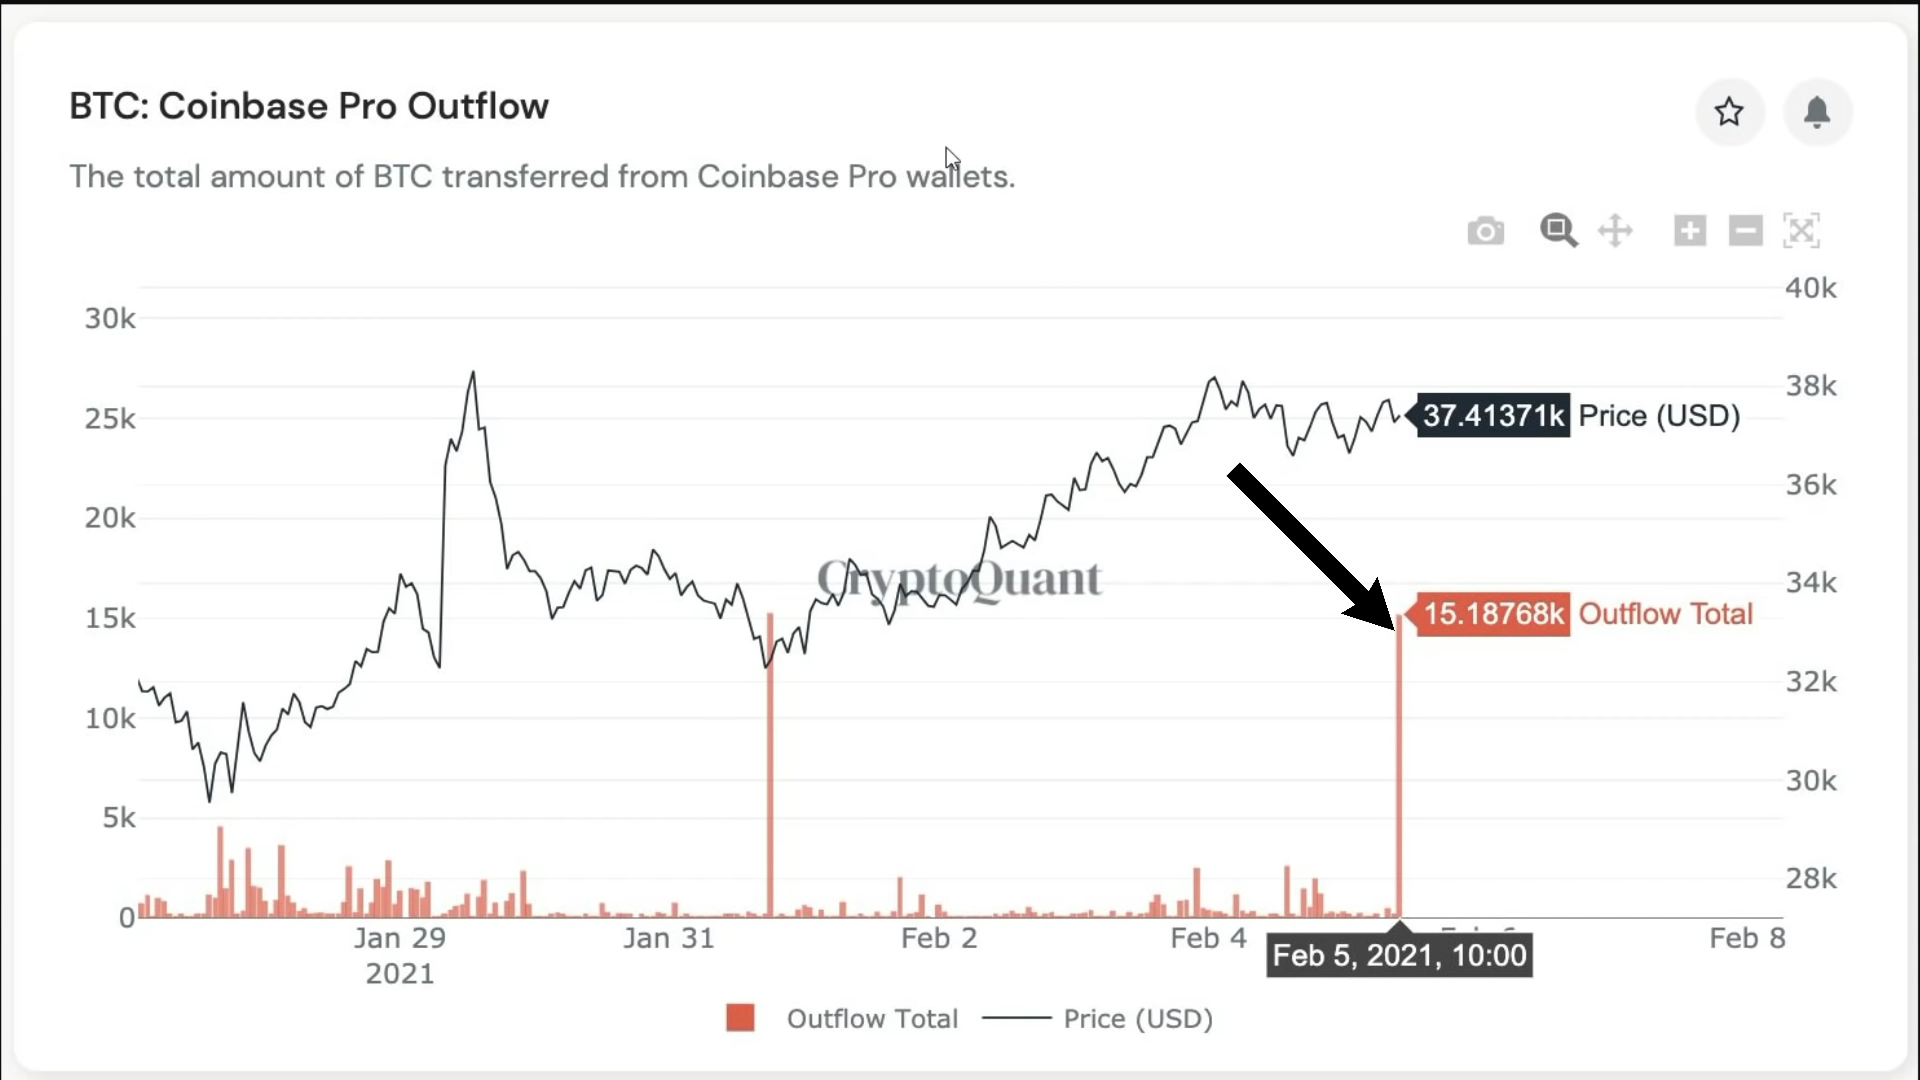 BTC: Coinbase Pro Outflow
The total amount of BTC transferred from Coinbase Pro wallets.
40k
30k
38k
25k
37.41371k Price (USD)
36k
20k
CryptoQuant
34k
15k
15.18768k Outflow Total
32k
10k
30k
5k
28k
0
Jan 29 Jan 31 Feb 2 Feb 4 Feb 8
2021
Feb 5, 2021, 10:00
Outflow Total Price (USD)